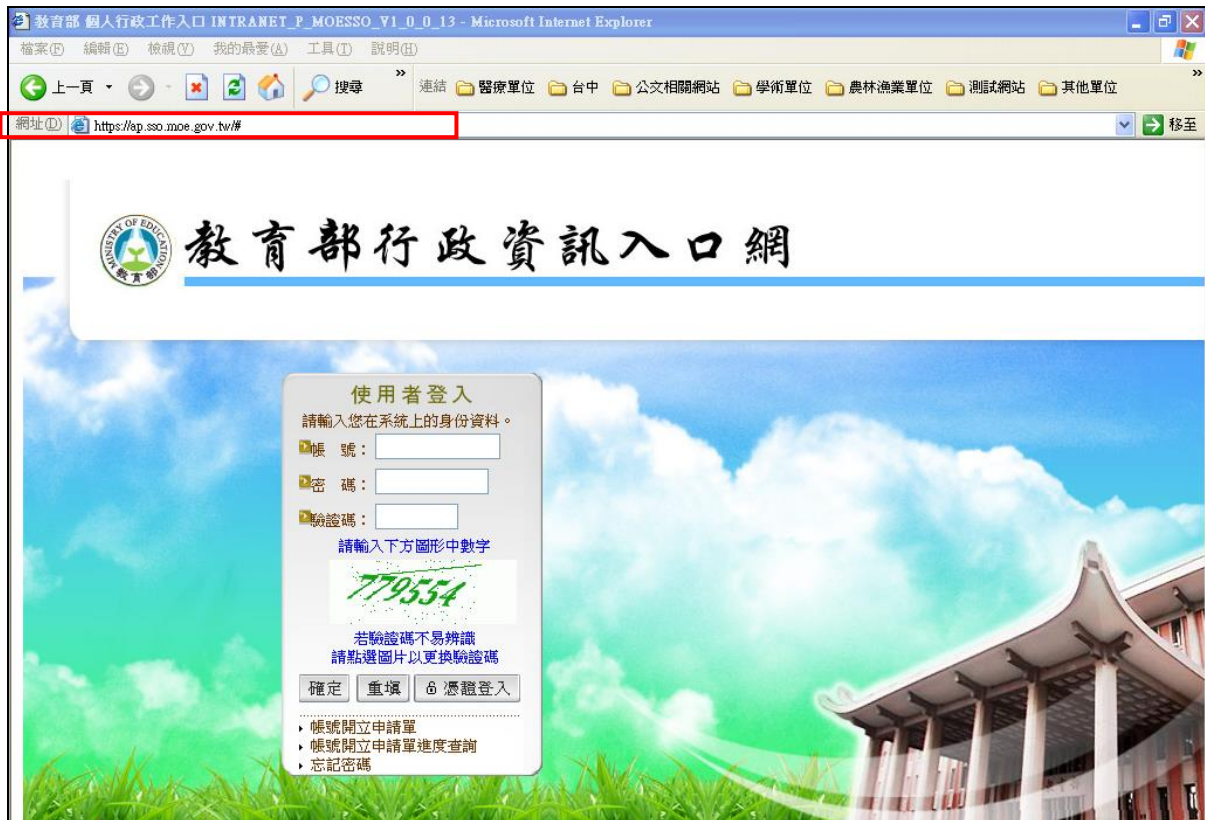 教育部 個人行政工作入口 INTRANET_P_MOESSO_V1_0_0_13 - Microsoft Internet Explorer
檔案(F) 編輯(E) 檢視(V) 我的最愛(A) 工具(T) 說明(H)
上一頁 搜尋 » 連結 醫療單位 台中 公文相關網站 學術單位 農林漁業單位 測試網站 其他單位 »
網址(D) https://ap.sso.moe.gov.tw/# 移至
MINISTRY OF EDUCATION
教育部
教育部行政資訊入口網
使用者登入
請輸入您在系統上的身份資料。
帳 號：
密 碼：
驗證碼：
請輸入下方圖形中數字
779554
若驗證碼不易辨識
請點選圖片以更換驗證碼
確定 重填 憑證登入
帳號開立申請單
帳號開立申請單進度查詢
忘記密碼